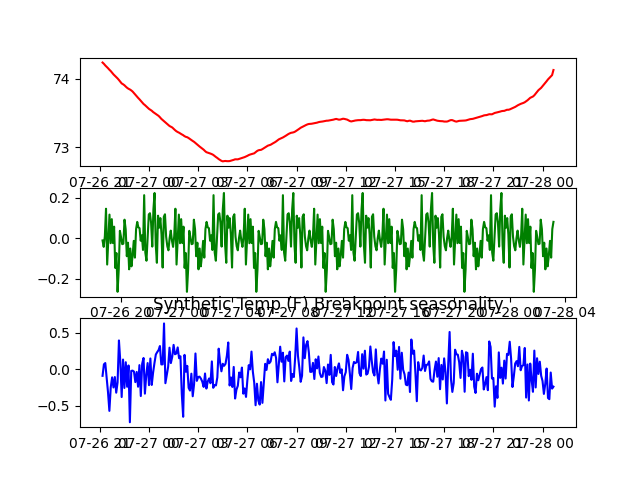 74
73
07-26 21 07-27 00 07-27 03 07-27 06 07-27 09 07-27 12 07-27 15 07-27 18 07-27 21 07-28 00
0.2
0.0
−0.2
07-26 20 07-27 00 07-27 04 07-27 08 07-27 12 07-27 16 07-27 20 07-28 00 07-28 04
Synthetic Temp (F) Breakpoint seasonality
0.5
0.0
−0.5
07-26 21 07-27 00 07-27 03 07-27 06 07-27 09 07-27 12 07-27 15 07-27 18 07-27 21 07-28 00